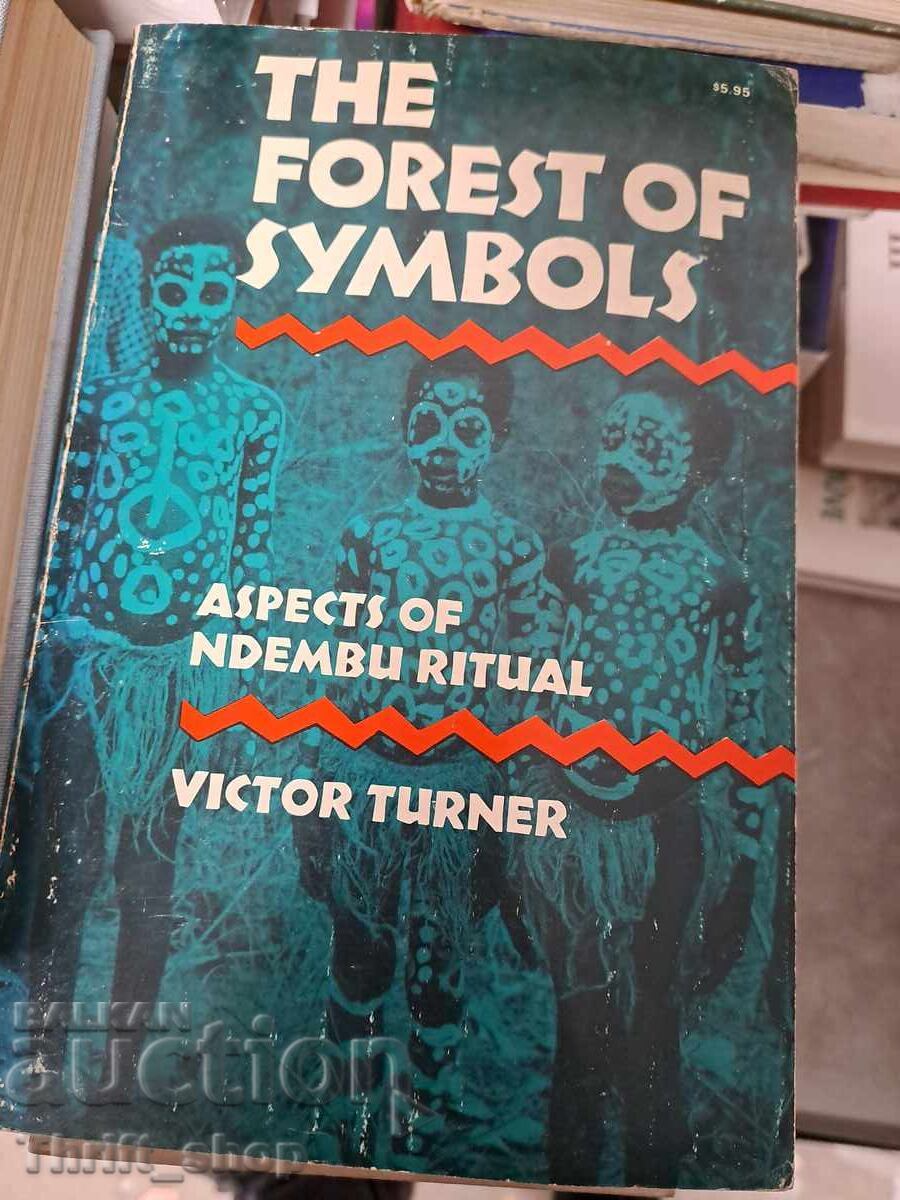 THE
FOREST OF
SYMBOLS
$5.95
ASPECTS OF
NDEMBU RITUAL
VICTOR TURNER
BALKAN
auction
Thrift_shop